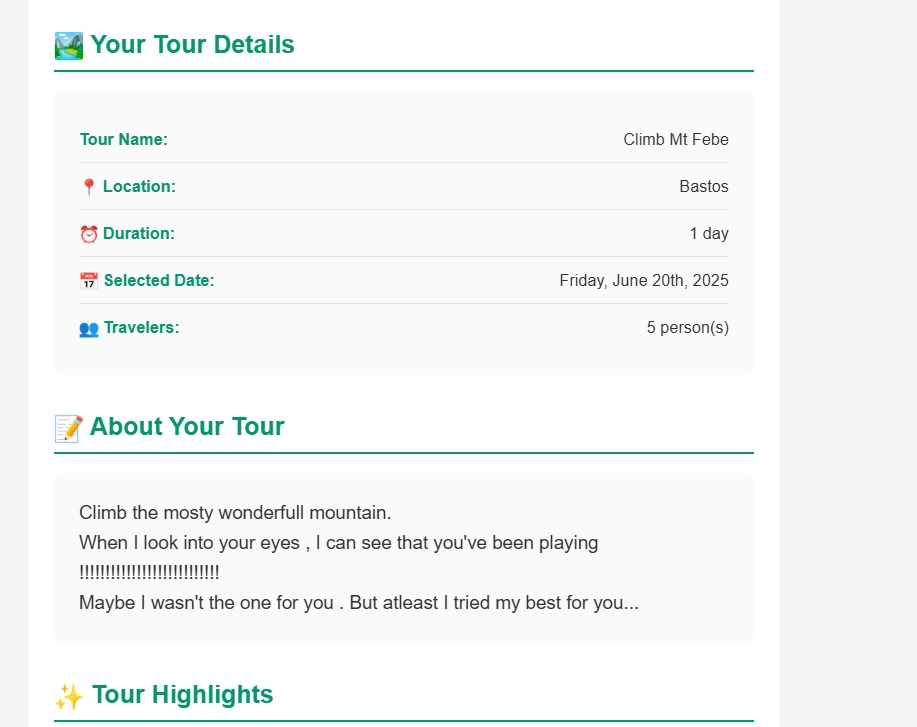 Your Tour Details
Tour Name: Climb Mt Febe
Location: Bastos
Duration: 1 day
Selected Date: Friday, June 20th, 2025
Travelers: 5 person(s)
About Your Tour
Climb the mosty wonderfull mountain.
When I look into your eyes , I can see that you've been playing
!!!!!!!!!!!!!!!!!!!!!!!!!!!
Maybe I wasn't the one for you . But atleast I tried my best for you...
Tour Highlights